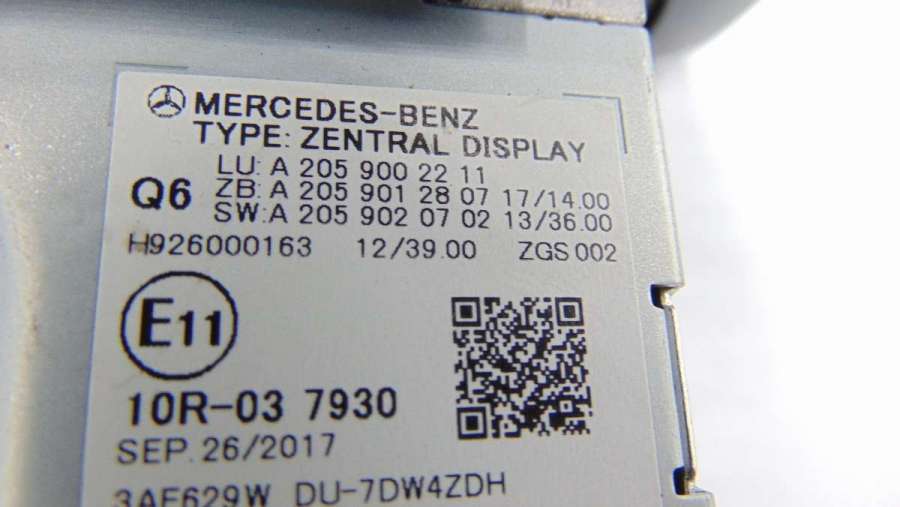 MERCEDES-BENZ
TYPE: ZENTRAL DISPLAY
LU: A 205 900 22 11
Q6 ZB: A 205 901 28 07 17/14.00
SW: A 205 902 07 02 13/36.00
H926000163 12/39.00 ZGS 002
E11
10R-03 7930
SEP. 26/2017
3AF629W DU-7DW4ZDH